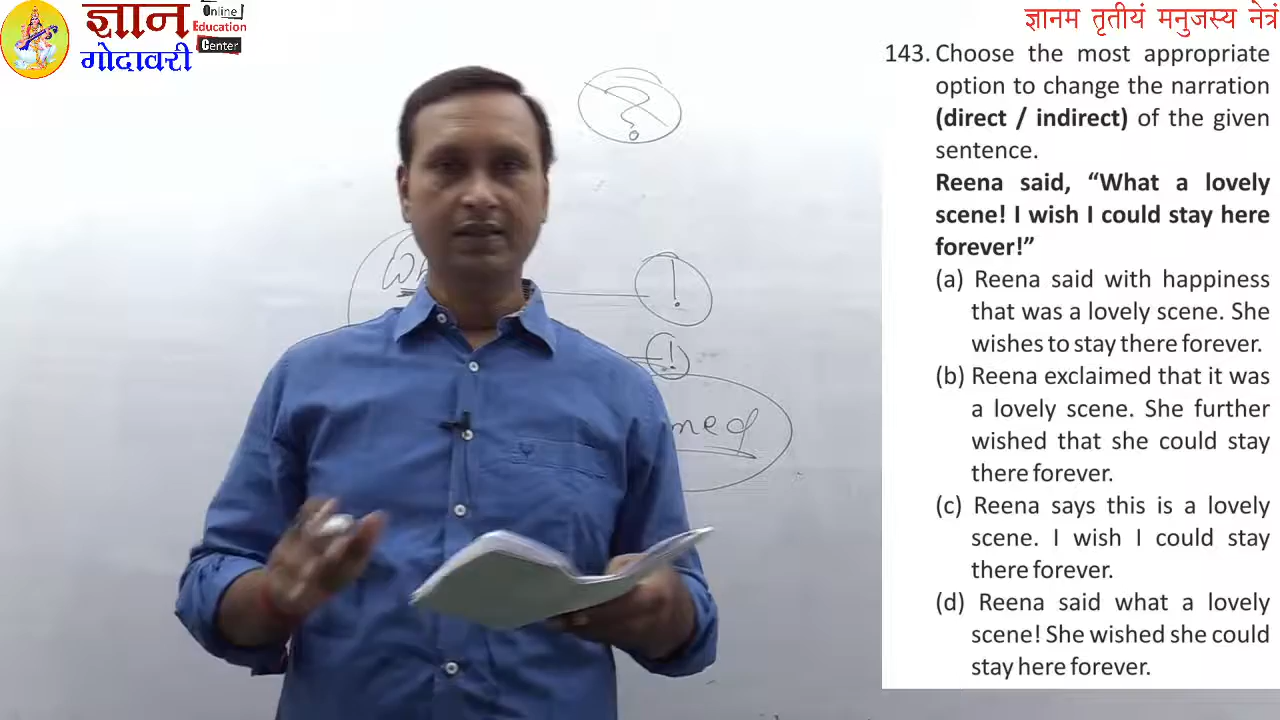 ज्ञान
गोदावरी
Online
Education
Center
ज्ञानम तृतीयं मनुजस्य नेत्रं
143. Choose the most appropriate
option to change the narration
(direct / indirect) of the given
sentence.
Reena said, “What a lovely
scene! I wish I could stay here
forever!”
(a) Reena said with happiness
that was a lovely scene. She
wishes to stay there forever.
(b) Reena exclaimed that it was
a lovely scene. She further
wished that she could stay
there forever.
(c) Reena says this is a lovely
scene. I wish I could stay
there forever.
(d) Reena said what a lovely
scene! She wished she could
stay here forever.
?
!
!